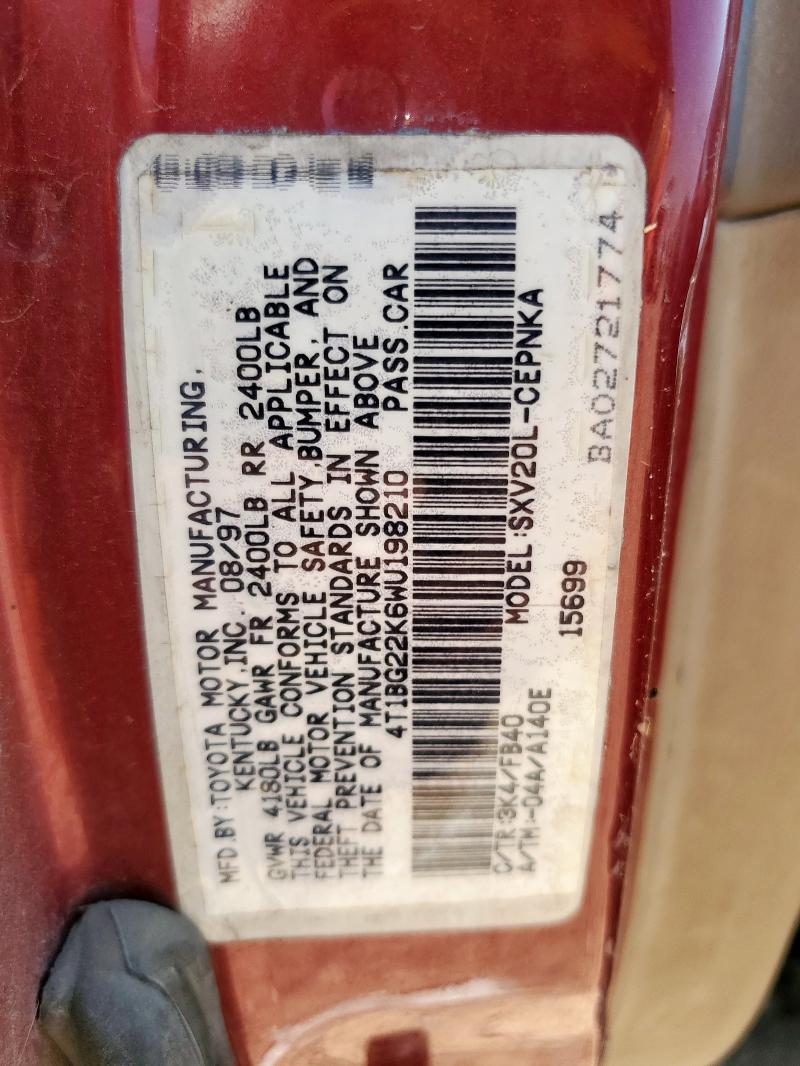 MFD.BY:TOYOTA MOTOR MANUFACTURING,
KENTUCKY,INC. 08/97
GVWR 4180LB GAWR FR 2400LB RR 2400LB
THIS VEHICLE CONFORMS TO ALL APPLICABLE
FEDERAL MOTOR VEHICLE SAFETY,BUMPER, AND
THEFT PREVENTION STANDARDS IN EFFECT ON
THE DATE OF MANUFACTURE SHOWN ABOVE
4T1BG22K6WU198210 PASS.CAR
MODEL:SXV20L-CEPNKA
C/TR:3K4/FB40
A/TM:-04A/A140E
15699
BA02721774